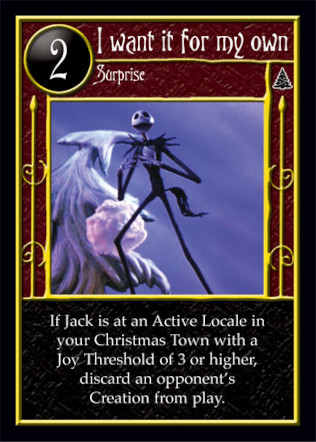 2
I want it for my own
Surprise
If Jack is at an Active Locale in
your Christmas Town with a
Joy Threshold of 3 or higher,
discard an opponent's
Creation from play.